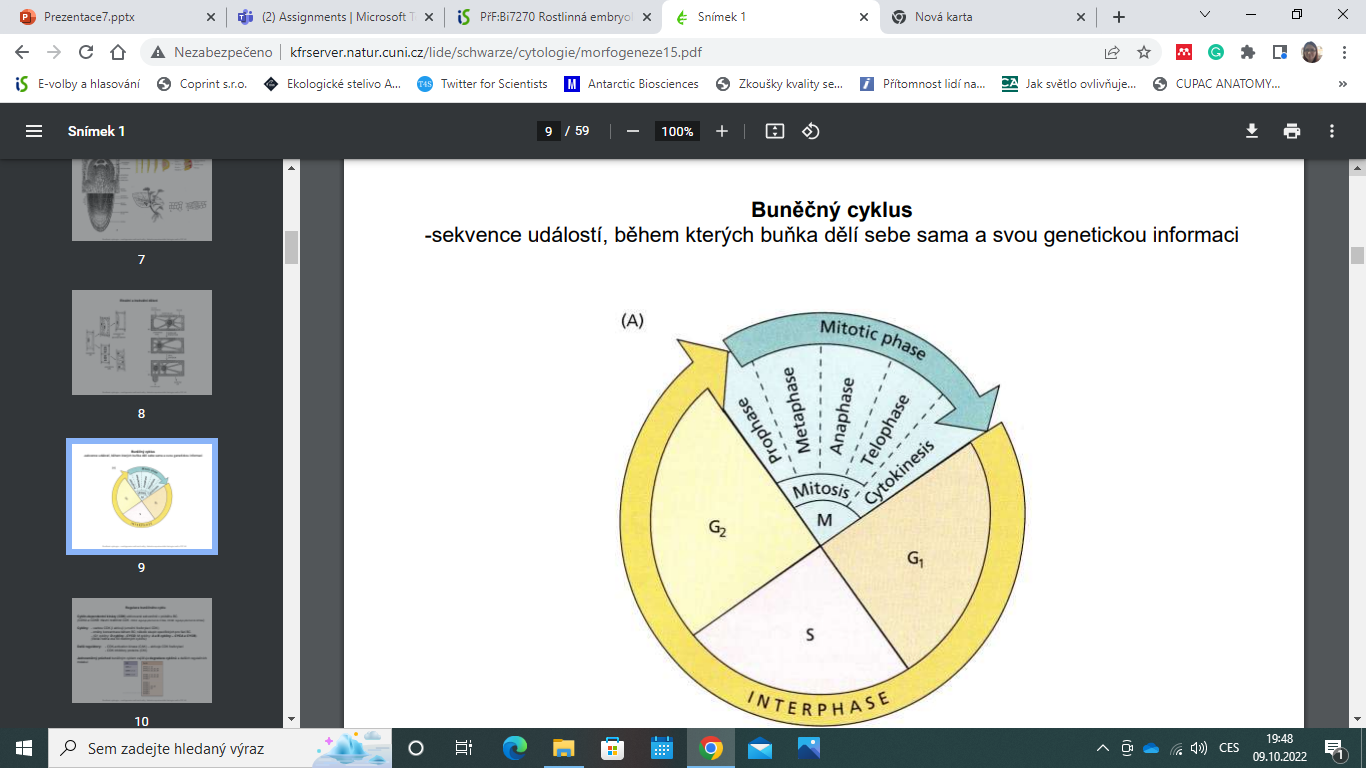 Prezentace7.pptx
(2) Assignments | Microsoft T
PřF:Bi7270 Rostlinná embryol
Snímek 1
Nová karta
Nezabezpečeno
kfrserver.natur.cuni.cz/lide/schwarze/cytologie/morfogeneze15.pdf
E-volby a hlasování
Coprint s.r.o.
Ekologické stelivo A...
Twitter for Scientists
Antarctic Biosciences
Zkoušky kvality se...
Přítomnost lidí na...
Jak světlo ovlivňuje...
CUPAC ANATOMY...
»
Snímek 1
9 / 59
100%
7
8
9
10
Buněčný cyklus
-sekvence událostí, během kterých buňka dělí sebe sama a svou genetickou informaci
(A)
Mitotic phase
Prophase
Metaphase
Anaphase
Telophase
Cytokinesis
Mitosis
M
G2
G1
S
INTERPHASE
Sem zadejte hledaný výraz
CES
19:48
09.10.2022
1